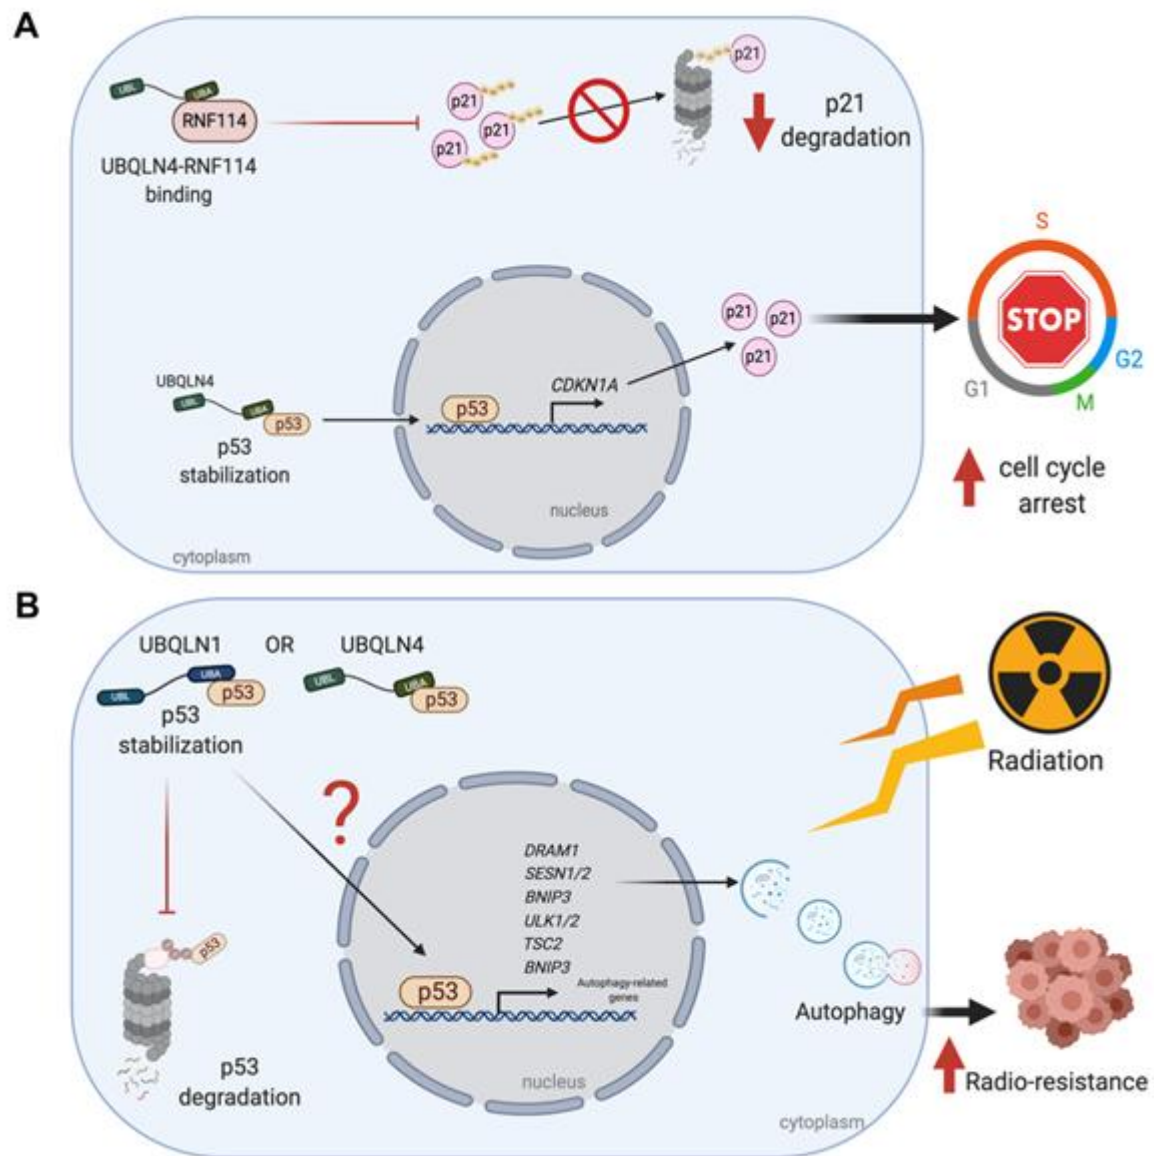 A
UBL
UBA
RNF114
UBQLN4-RNF114
binding
p21
p21
p21
p21
p21
degradation
UBQLN4
UBL
UBA
p53
p53
stabilization
p53
CDKN1A
nucleus
cytoplasm
p21
p21
p21
S
STOP
G1
G2
M
cell cycle
arrest
B
UBQLN1
OR
UBQLN4
UBL
UBA
p53
UBL
UBA
p53
p53
stabilization
?
DRAM1
SESN1/2
BNIP3
ULK1/2
TSC2
BNIP3
Autophagy-related
genes
p53
nucleus
p53
p53
degradation
Radiation
Autophagy
Radio-resistance
cytoplasm